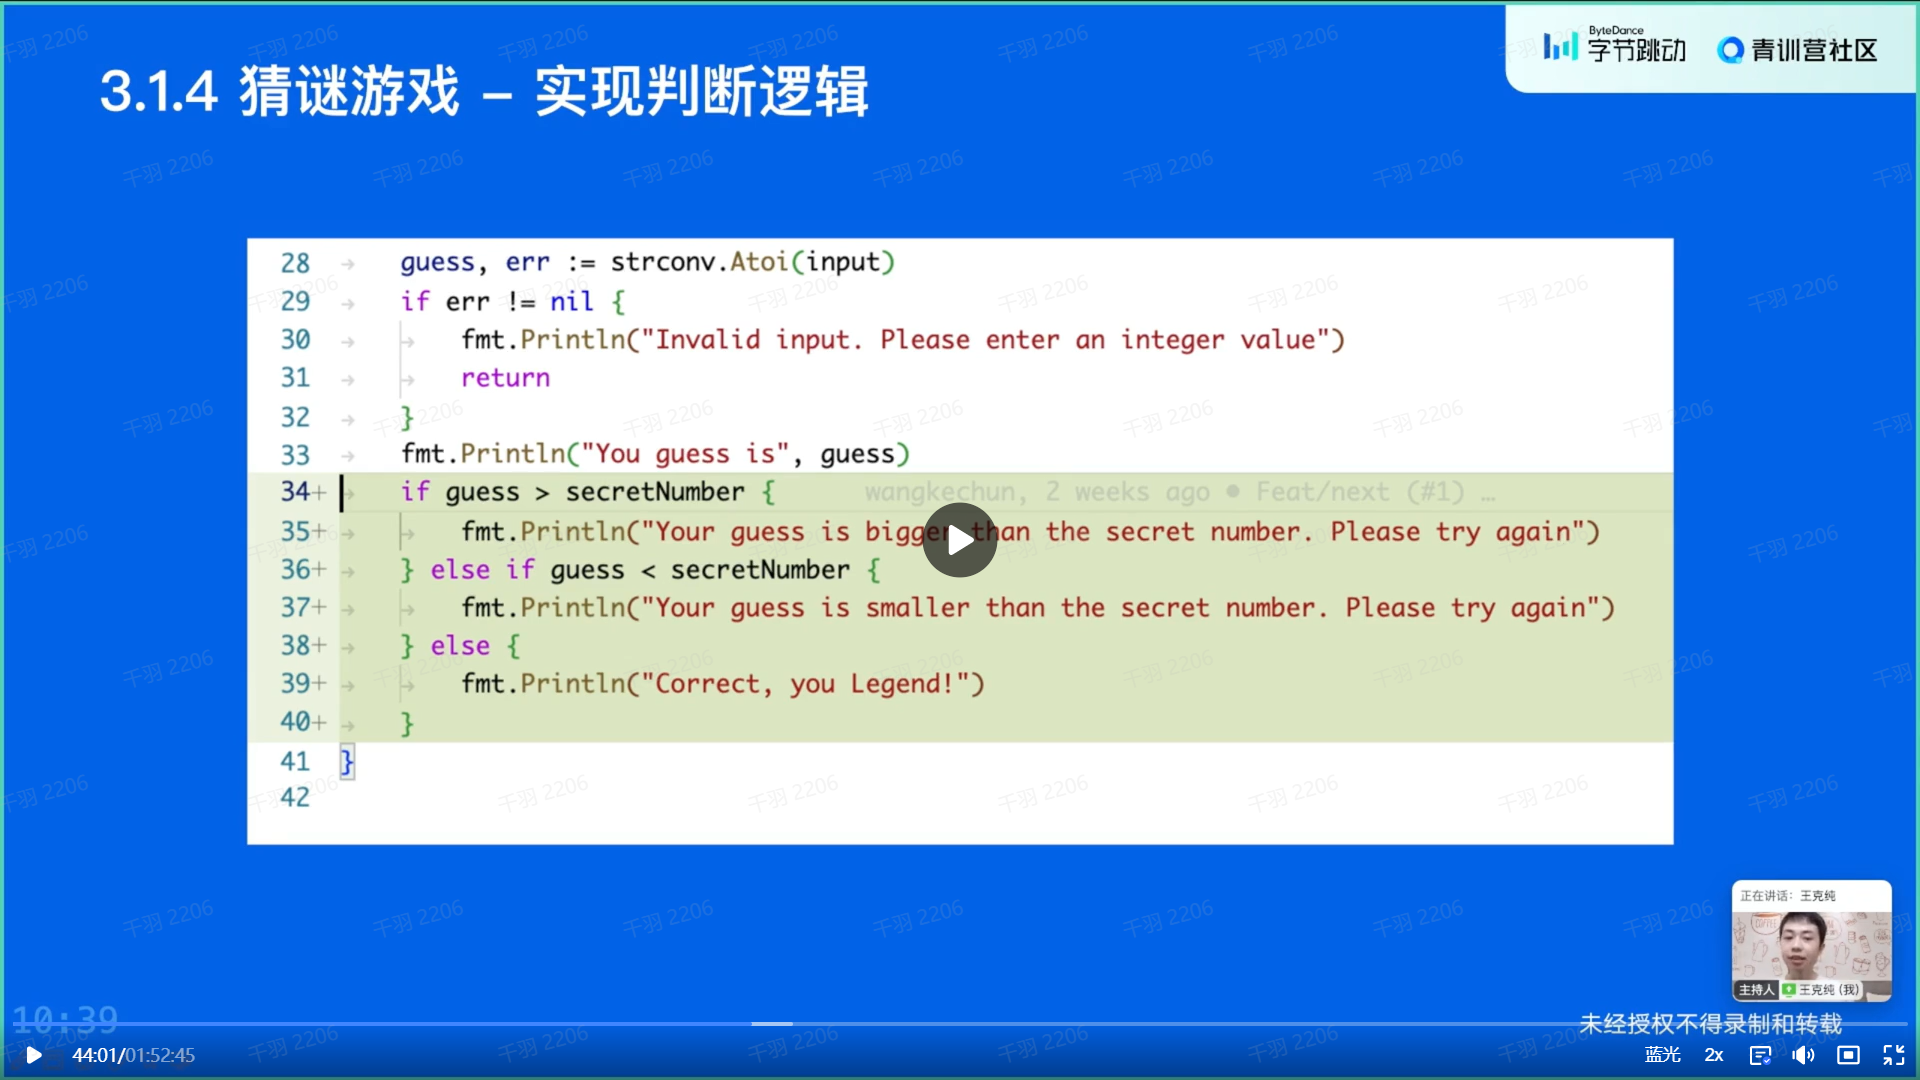 3.1.4 猜谜游戏 – 实现判断逻辑
ByteDance
字节跳动
青训营社区
28 guess, err := strconv.Atoi(input)
29 if err != nil {
30 fmt.Println("Invalid input. Please enter an integer value")
31 return
32 }
33 fmt.Println("You guess is", guess)
34+ if guess > secretNumber { wangkechun, 2 weeks ago • Feat/next (#1) …
35+ fmt.Println("Your guess is bigger than the secret number. Please try again")
36+ } else if guess < secretNumber {
37+ fmt.Println("Your guess is smaller than the secret number. Please try again")
38+ } else {
39+ fmt.Println("Correct, you Legend!")
40+ }
41 }
42
正在讲话: 王克纯
主持人 王克纯 (我)
10:39
未经授权不得录制和转载
44:01/01:52:45
蓝光 2x
千羽 2206